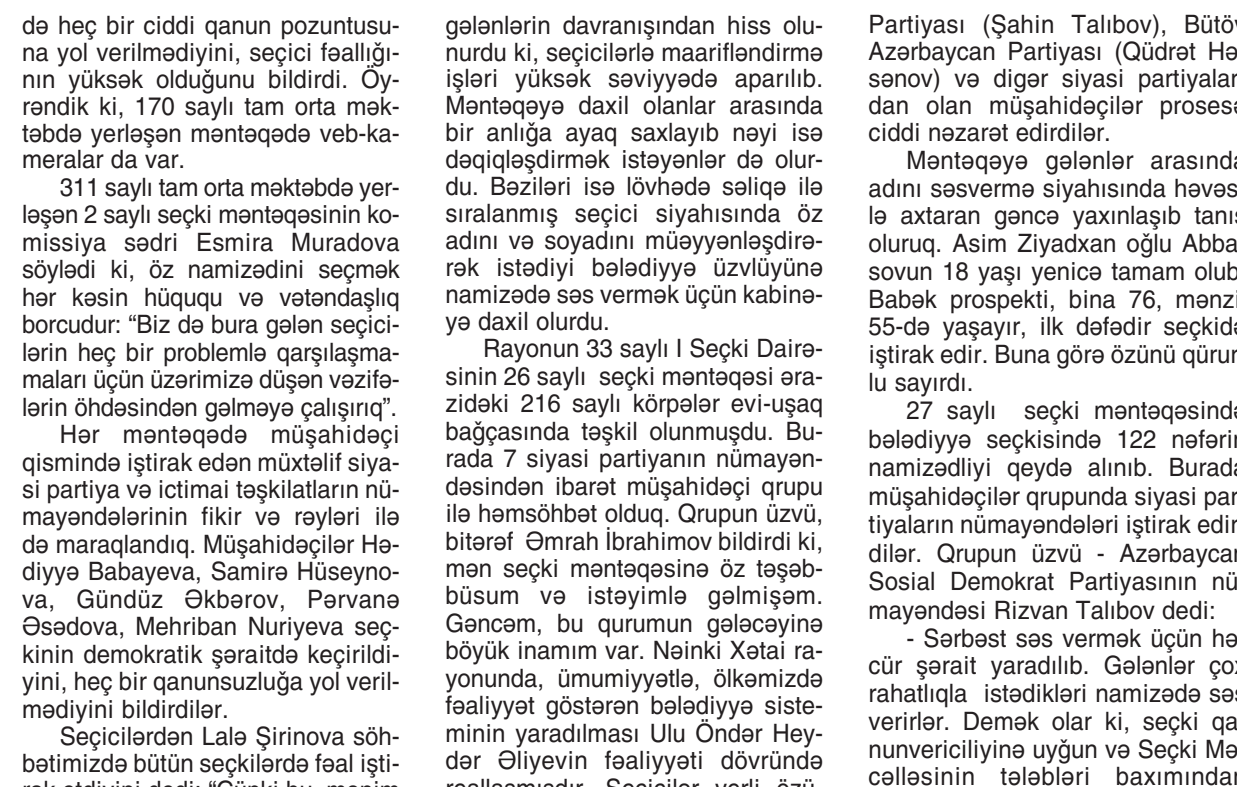 də heç bir ciddi qanun pozuntusu-
na yol verilmədiyini, seçici fəallığı-
nın yüksək olduğunu bildirdi. Öy-
rəndik ki, 170 saylı tam orta mək-
təbdə yerləşən məntəqədə veb-ka-
meralar da var.
311 saylı tam orta məktəbdə yer-
ləşən 2 saylı seçki məntəqəsinin ko-
missiya sədri Esmira Muradova
söylədi ki, öz namizədini seçmək
hər kəsin hüququ və vətəndaşlıq
borcudur: “Biz də bura gələn seçici-
lərin heç bir problemlə qarşılaşma-
maları üçün üzərimizə düşən vəzifə-
lərin öhdəsindən gəlməyə çalışırıq”.
Hər məntəqədə müşahidəçi
qismində iştirak edən müxtəlif siya-
si partiya və ictimai təşkilatların nü-
mayəndələrinin fikir və rəyləri ilə
də maraqlandıq. Müşahidəçilər Hə-
diyyə Babayeva, Samirə Hüseyno-
va, Gündüz Əkbərov, Pərvanə
Əsədova, Mehriban Nuriyeva seç-
kinin demokratik şəraitdə keçirildi-
yini, heç bir qanunsuzluğa yol veril-
mədiyini bildirdilər.
Seçicilərdən Lalə Şirinova söh-
bətimizdə bütün seçkilərdə fəal işti-
rak etdiyini dedi: “Çünki bu mənim
gələnlərin davranışından hiss olu-
nurdu ki, seçicilərlə maarifləndirmə
işləri yüksək səviyyədə aparılıb.
Məntəqəyə daxil olanlar arasında
bir anlığa ayaq saxlayıb nəyi isə
dəqiqləşdirmək istəyənlər də olur-
du. Bəziləri isə lövhədə səliqə ilə
sıralanmış seçici siyahısında öz
adını və soyadını müəyyənləşdirə-
rək istədiyi bələdiyyə üzvlüyünə
namizədə səs vermək üçün kabinə-
yə daxil olurdu.
Rayonun 33 saylı I Seçki Dairə-
sinin 26 saylı seçki məntəqəsi əra-
zidəki 216 saylı körpələr evi-uşaq
bağçasında təşkil olunmuşdu. Bu-
rada 7 siyasi partiyanın nümayən-
dəsindən ibarət müşahidəçi qrupu
ilə həmsöhbət olduq. Qrupun üzvü,
bitərəf Əmrah İbrahimov bildirdi ki,
mən seçki məntəqəsinə öz təşəb-
büsum və istəyimlə gəlmişəm.
Gəncəm, bu qurumun gələcəyinə
böyük inamım var. Nəinki Xətai ra-
yonunda, ümumiyyətlə, ölkəmizdə
fəaliyyət göstərən bələdiyyə siste-
minin yaradılması Ulu Öndər Hey-
dər Əliyevin fəaliyyəti dövründə
reallaşmışdır. Seçicilər yerli özü-
Partiyası (Şahin Talıbov), Bütöv
Azərbaycan Partiyası (Qüdrət Hə
sənov) və digər siyasi partiyalar
dan olan müşahidəçilər prosesə
ciddi nəzarət edirdilər.
Məntəqəyə gələnlər arasında
adını səsvermə siyahısında həvəs
lə axtaran gəncə yaxınlaşıb tanış
oluruq. Asim Ziyadxan oğlu Abba
sovun 18 yaşı yenicə tamam olub
Babək prospekti, bina 76, mənzi
55-də yaşayır, ilk dəfədir seçkidə
iştirak edir. Buna görə özünü qürur
lu sayırdı.
27 saylı seçki məntəqəsində
bələdiyyə seçkisində 122 nəfərin
namizədliyi qeydə alınıb. Burada
müşahidəçilər qrupunda siyasi par
tiyaların nümayəndələri iştirak edir
dilər. Qrupun üzvü - Azərbaycan
Sosial Demokrat Partiyasının nü
mayəndəsi Rizvan Talıbov dedi:
- Sərbəst səs vermək üçün hə
cür şərait yaradılıb. Gələnlər çox
rahatlıqla istədikləri namizədə səs
verirlər. Demək olar ki, seçki qa
nunvericiliyinə uyğun və Seçki Mə
cəlləsinin tələbləri baxımından